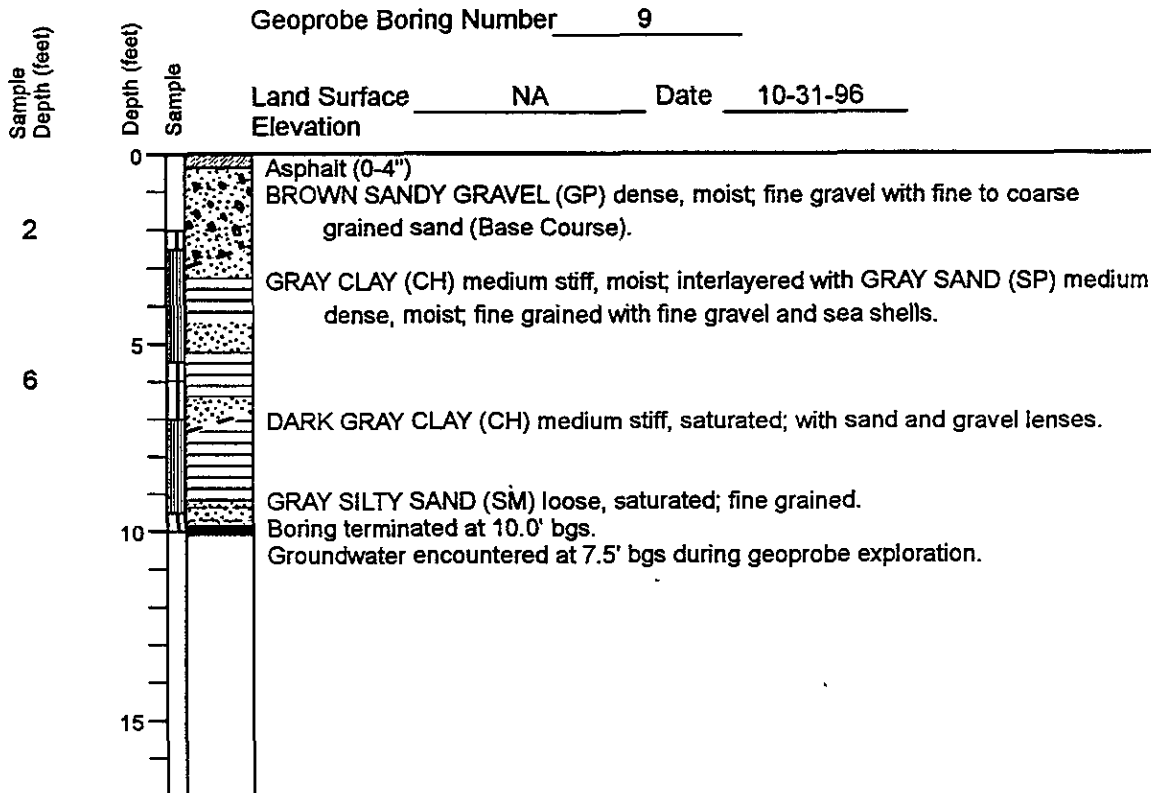 Geoprobe Boring Number 9
Sample
Depth (feet)
Depth (feet)
Sample
Land Surface NA Date 10-31-96
Elevation
0
Asphalt (0-4")
BROWN SANDY GRAVEL (GP) dense, moist; fine gravel with fine to coarse
2
grained sand (Base Course).
GRAY CLAY (CH) medium stiff, moist; interlayered with GRAY SAND (SP) medium
dense, moist; fine grained with fine gravel and sea shells.
5
6
DARK GRAY CLAY (CH) medium stiff, saturated; with sand and gravel lenses.
GRAY SILTY SAND (SM) loose, saturated; fine grained.
10
Boring terminated at 10.0' bgs.
Groundwater encountered at 7.5' bgs during geoprobe exploration.
15